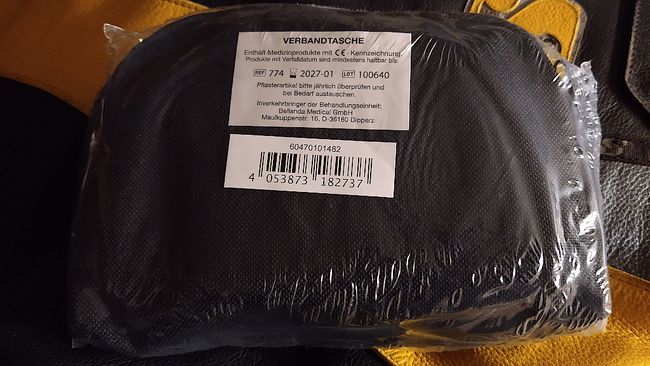 VERBANDTASCHE
Enthält Medizinprodukte mit CE - Kennzeichnung.
Produkte mit Verfalldatum sind mindestens haltbar bis:
REF 774 2027-01 LOT 100640
Pflasterartikel bitte jährlich überprüfen und
bei Bedarf austauschen.
Inverkehrbringer der Behandlungseinheit:
Bellanda Medical GmbH
Maulkuppenstr. 16, D-36160 Dipperz
60470101482
4 053873 182737